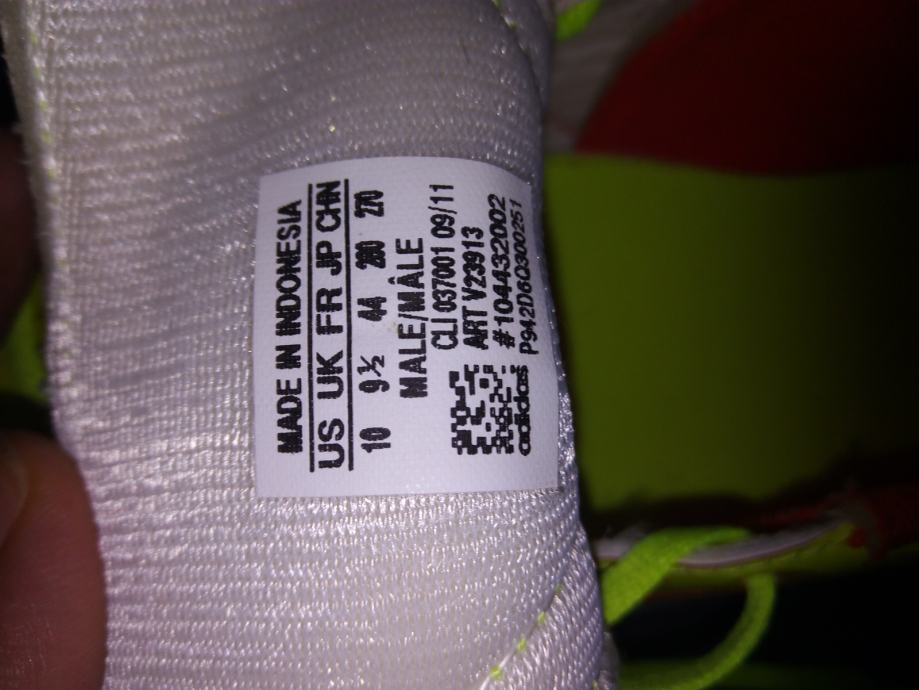 MADE IN INDONESIA
US UK FR JP CHN
10 9½ 44 280 270
MALE/MÂLE
CLI 037001 09/11
ART V23913
#104432002
P942D6Q300251
adidas